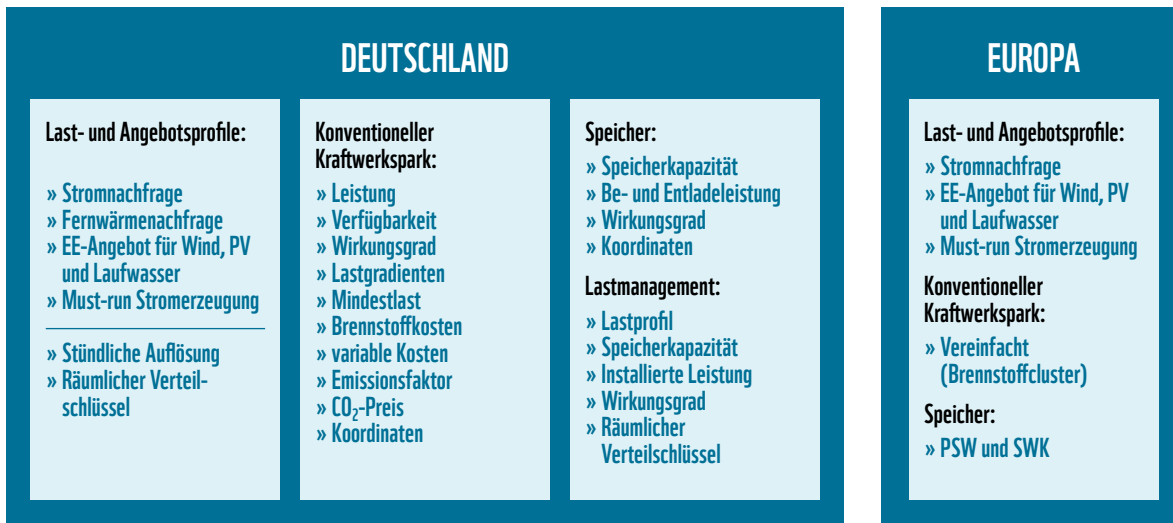 DEUTSCHLAND
Last- und Angebotsprofile:
» Stromnachfrage
» Fernwärmenachfrage
» EE-Angebot für Wind, PV
und Laufwasser
» Must-run Stromerzeugung
» Stündliche Auflösung
» Räumlicher Verteil-
schlüssel
Konventioneller
Kraftwerkspark:
» Leistung
» Verfügbarkeit
» Wirkungsgrad
» Lastgradienten
» Mindestlast
» Brennstoffkosten
» variable Kosten
» Emissionsfaktor
» CO₂-Preis
» Koordinaten
Speicher:
» Speicherkapazität
» Be- und Entladeleistung
» Wirkungsgrad
» Koordinaten
Lastmanagement:
» Lastprofil
» Speicherkapazität
» Installierte Leistung
» Wirkungsgrad
» Räumlicher
Verteilschlüssel
EUROPA
Last- und Angebotsprofile:
» Stromnachfrage
» EE-Angebot für Wind, PV
und Laufwasser
» Must-run Stromerzeugung
Konventioneller
Kraftwerkspark:
» Vereinfacht
(Brennstoffcluster)
Speicher:
» PSW und SWK